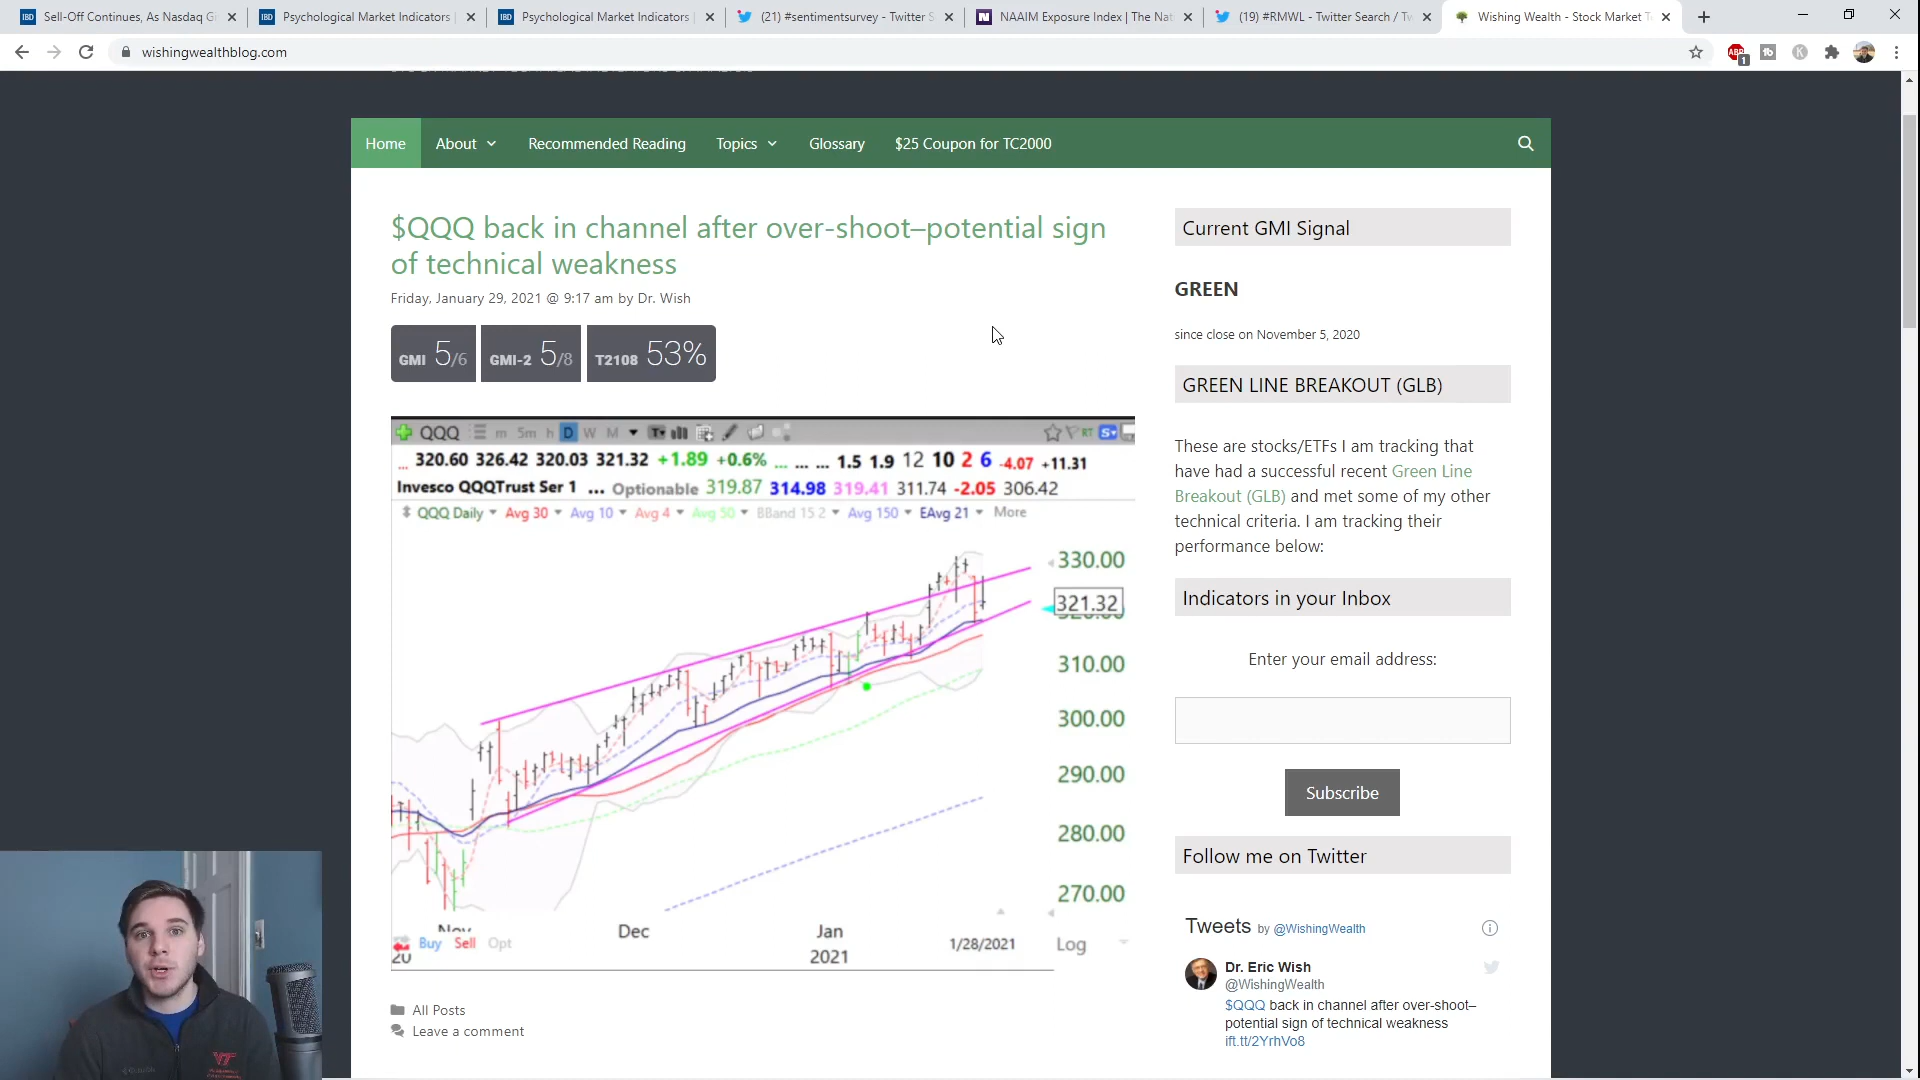 Sell-Off Continues, As Nasdaq G
Psychological Market Indicators
Psychological Market Indicators
(21) #sentimentsurvey - Twitter S
NAAIM Exposure Index | The Nat
(19) #RMWL - Twitter Search / Tw
Wishing Wealth - Stock Market T
wishingwealthblog.com
Home
About
Recommended Reading
Topics
Glossary
$25 Coupon for TC2000
$QQQ back in channel after over-shoot–potential sign
of technical weakness
Friday, January 29, 2021 @ 9:17 am by Dr. Wish
GMI 5/6
GMI-2 5/8
T2108 53%
QQQ m 5m h D W M
320.60 326.42 320.03 321.32 +1.89 +0.6% ... ... ... 1.5 1.9 12 10 2 6 -4.07 +11.31
Invesco QQQTrust Ser 1 ... Optionable 319.87 314.98 319.41 311.74 -2.05 306.42
QQQ Daily Avg 30 Avg 10 Avg 4 Avg 50 BBand 15 2 Avg 150 EAvg 21 More
330.00
321.32
310.00
300.00
290.00
280.00
270.00
Nov
Dec
Jan
2021
1/28/2021
Log
Buy Sell Opt
20
All Posts
Leave a comment
Current GMI Signal
GREEN
since close on November 5, 2020
GREEN LINE BREAKOUT (GLB)
These are stocks/ETFs I am tracking that
have had a successful recent Green Line
Breakout (GLB) and met some of my other
technical criteria. I am tracking their
performance below:
Indicators in your Inbox
Enter your email address:
Subscribe
Follow me on Twitter
Tweets by @WishingWealth
Dr. Eric Wish
@WishingWealth
$QQQ back in channel after over-shoot–
potential sign of technical weakness
ift.tt/2YrhVo8